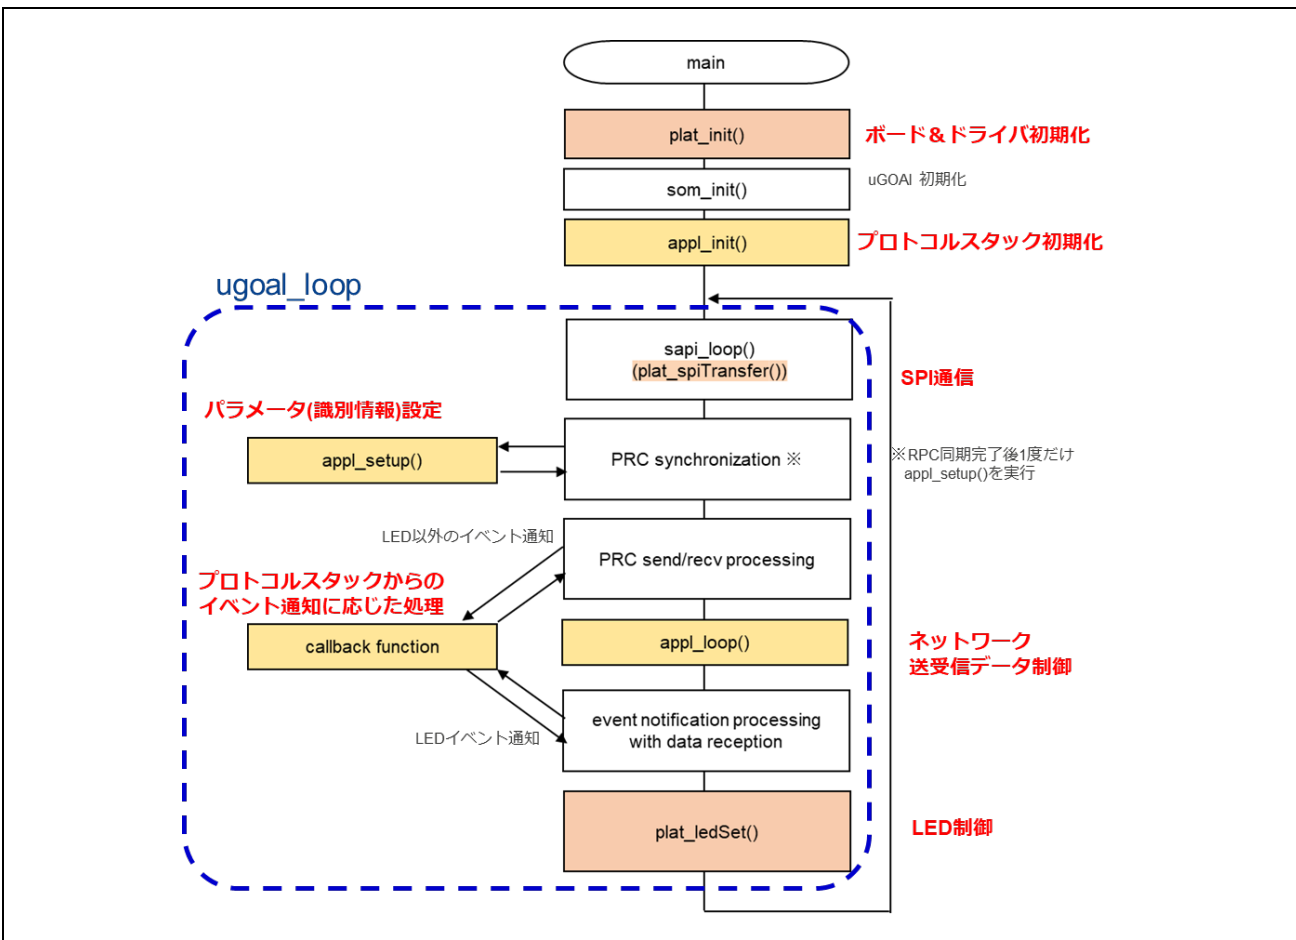 main
plat_init()
ボード＆ドライバ初期化
som_init()
uGOAl 初期化
appl_init()
プロトコルスタック初期化
ugoal_loop
sapi_loop()
(plat_spiTransfer())
SPI通信
パラメータ(識別情報)設定
appl_setup()
PRC synchronization ※
※RPC同期完了後1度だけ
appl_setup()を実行
LED以外のイベント通知
PRC send/recv processing
プロトコルスタックからの
イベント通知に応じた処理
callback function
appl_loop()
ネットワーク
送受信データ制御
event notification processing
with data reception
LEDイベント通知
plat_ledSet()
LED制御